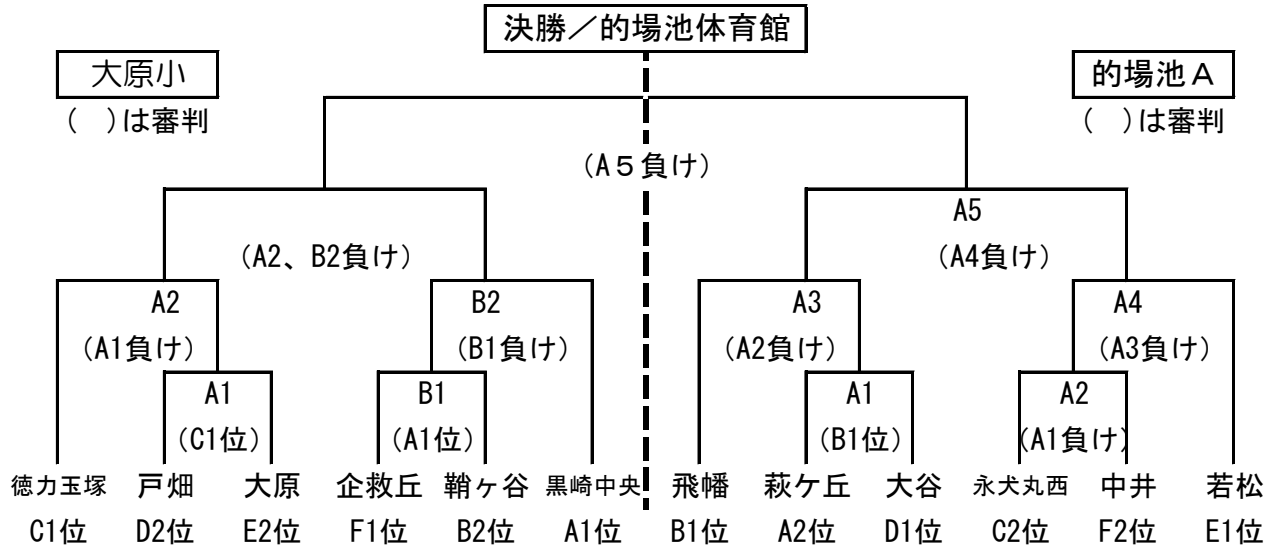 決勝／的場池体育館
大原小 的場池Ａ
(　)は審判 (　)は審判
(A５負け)
A5
(A2、B2負け) (A4負け)
A2 B2 A3 A4
(A1負け) (B1負け) (A2負け) (A3負け)
A1 B1 A1 A2
(C1位) (A1位) (B1位) (A1負け)
徳力玉塚 戸畑 大原 企救丘 鞘ヶ谷 黒崎中央 飛幡 萩ケ丘 大谷 永犬丸西 中井 若松
C1位 D2位 E2位 F1位 B2位 A1位 B1位 A2位 D1位 C2位 F2位 E1位